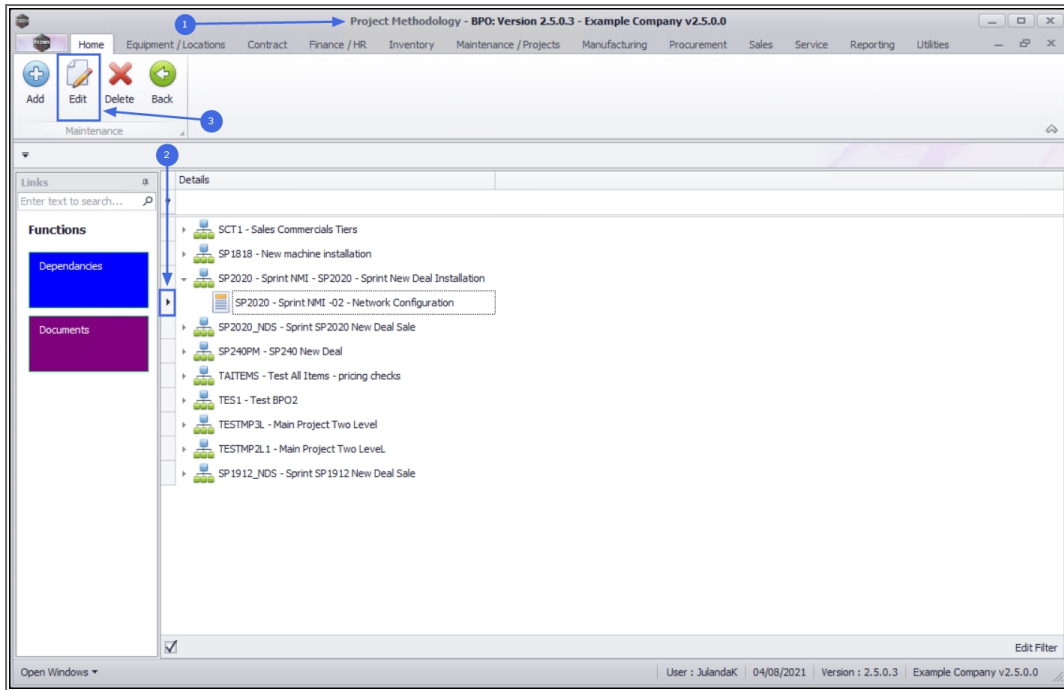 1
Project Methodology - BPO: Version 2.5.0.3 - Example Company v2.5.0.0
Home Equipment / Locations Contract Finance / HR Inventory Maintenance / Projects Manufacturing Procurement Sales Service Reporting Utilities
Add Edit Delete Back
3
Maintenance
2
Links
Details
Enter text to search...
Functions
Dependancies
Documents
SCT1 - Sales Commercials Tiers
SP1818 - New machine installation
SP2020 - Sprint NMI - SP2020 - Sprint New Deal Installation
SP2020 - Sprint NMI -02 - Network Configuration
SP2020_NDS - Sprint SP2020 New Deal Sale
SP240PM - SP240 New Deal
TAITEMS - Test All Items - pricing checks
TES1 - Test BPO2
TESTMP3L - Main Project Two Level
TESTMP2L1 - Main Project Two LeveL
SP1912_NDS - Sprint SP1912 New Deal Sale
Edit Filter
Open Windows
User : JulandaK 04/08/2021 Version : 2.5.0.3 Example Company v2.5.0.0